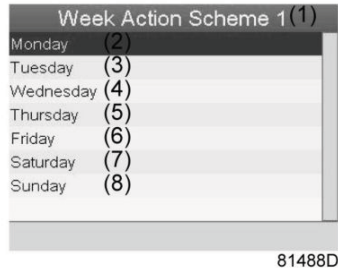 Week Action Scheme 1 (1)
Monday (2)
Tuesday (3)
Wednesday (4)
Thursday (5)
Friday (6)
Saturday (7)
Sunday (8)
81488D